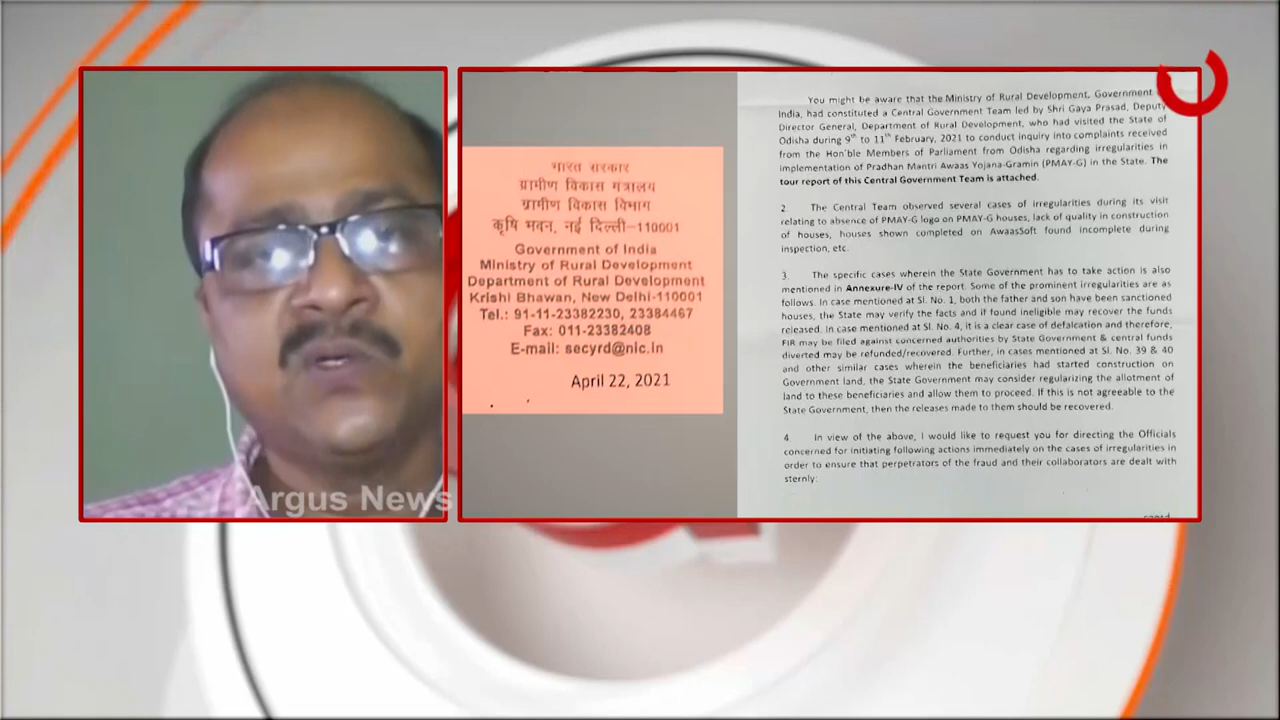 Argus News
भारत सरकार
ग्रामीण विकास मंत्रालय
ग्रामीण विकास विभाग
कृषि भवन, नई दिल्ली–110001
Government of India
Ministry of Rural Development
Department of Rural Development
Krishi Bhawan, New Delhi-110001
Tel.: 91-11-23382230, 23384467
Fax: 011-23382408
E-mail: secyrd@nic.in
April 22, 2021
You might be aware that the Ministry of Rural Development, Government
India, had constituted a Central Government Team led by Shri Gaya Prasad, Deputy
Director General, Department of Rural Development, who had visited the State of
Odisha during 9th to 11th February, 2021 to conduct inquiry into complaints received
from the Hon'ble Members of Parliament from Odisha regarding irregularities in
implementation of Pradhan Mantri Awaas Yojana-Gramin (PMAY-G) in the State. The
tour report of this Central Government Team is attached.
2. The Central Team observed several cases of irregularities during its visit
relating to absence of PMAY-G logo on PMAY-G houses, lack of quality in construction
of houses, houses shown completed on AwaasSoft found incomplete during
inspection, etc.
3. The specific cases wherein the State Government has to take action is also
mentioned in Annexure-IV of the report. Some of the prominent irregularities are as
follows. In case mentioned at Sl. No. 1, both the father and son have been sanctioned
houses, the State may verify the facts and if found ineligible may recover the funds
released. In case mentioned at Sl. No. 4, it is a clear case of defalcation and therefore,
FIR may be filed against concerned authorities by State Government & central funds
diverted may be refunded/recovered. Further, in cases mentioned at Sl. No. 39 & 40
and other similar cases wherein the beneficiaries had started construction on
Government land, the State Government may consider regularizing the allotment of
land to these beneficiaries and allow them to proceed. If this is not agreeable to the
State Government, then the releases made to them should be recovered.
4 In view of the above, I would like to request you for directing the Officials
concerned for initiating following actions immediately on the cases of irregularities in
order to ensure that perpetrators of the fraud and their collaborators are dealt with
sternly: